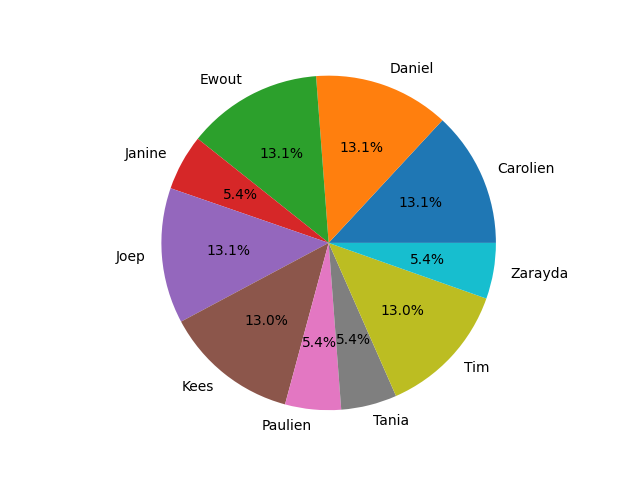 Daniel
Ewout
13.1%
13.1%
Janine
Carolien
5.4%
13.1%
Joep
13.1%
5.4%
Zarayda
13.0%
13.0%
5.4%
5.4%
Kees
Tim
Paulien
Tania